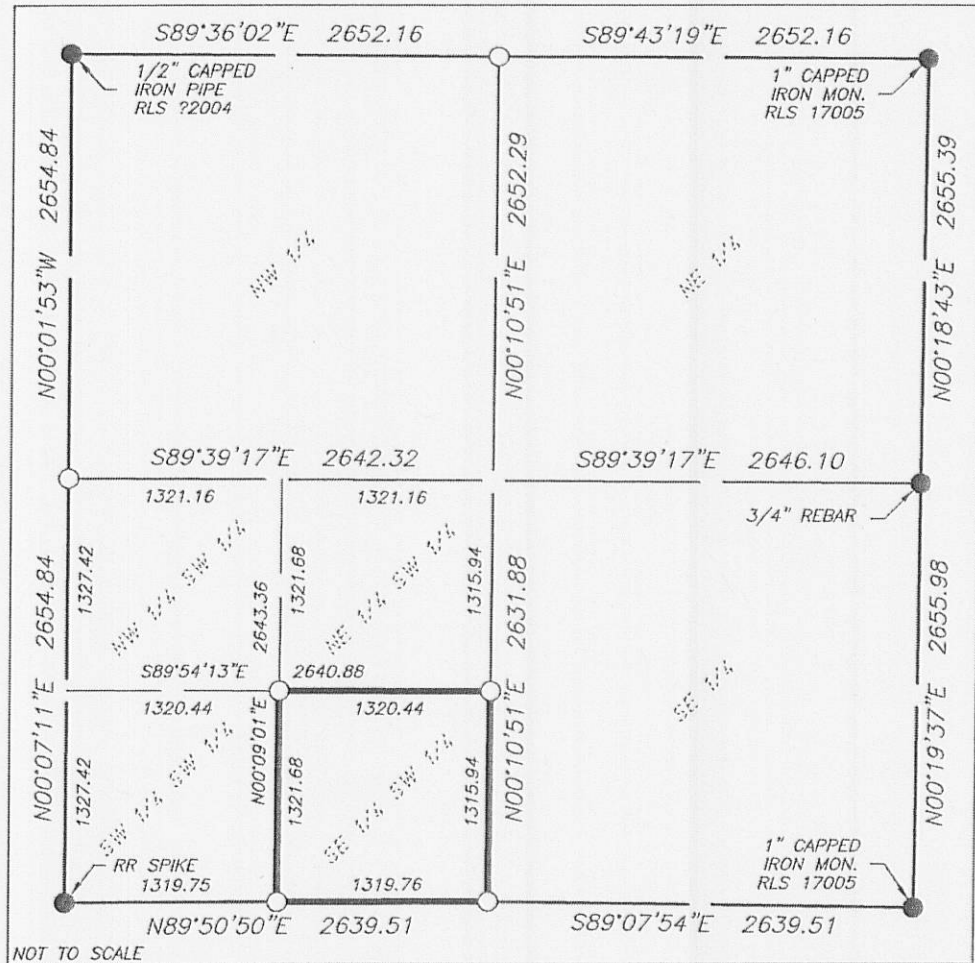 S89°36'02"E 2652.16
S89°43'19"E 2652.16
1/2" CAPPED
IRON PIPE
RLS ?2004
1" CAPPED
IRON MON.
RLS 17005
N00°01'53"W 2654.84
N00°10'51"E 2652.29
N00°18'43"E 2655.39
NW 1/4
NE 1/4
S89°39'17"E 2642.32
S89°39'17"E 2646.10
1321.16
1321.16
3/4" REBAR
N00°07'11"E 2654.84
1327.42
NW 1/4 SW 1/4
2643.36
1321.68
NE 1/4 SW 1/4
1315.94
N00°10'51"E 2631.88
N00°19'37"E 2655.98
S89°54'13"E 2640.88
1320.44
1320.44
SE 1/4
1327.42
SW 1/4 SW 1/4
N00°09'01"E
1321.68
SE 1/4 SW 1/4
1315.94
RR SPIKE
1" CAPPED
IRON MON.
RLS 17005
1319.75
1319.76
N89°50'50"E 2639.51
S89°07'54"E 2639.51
NOT TO SCALE